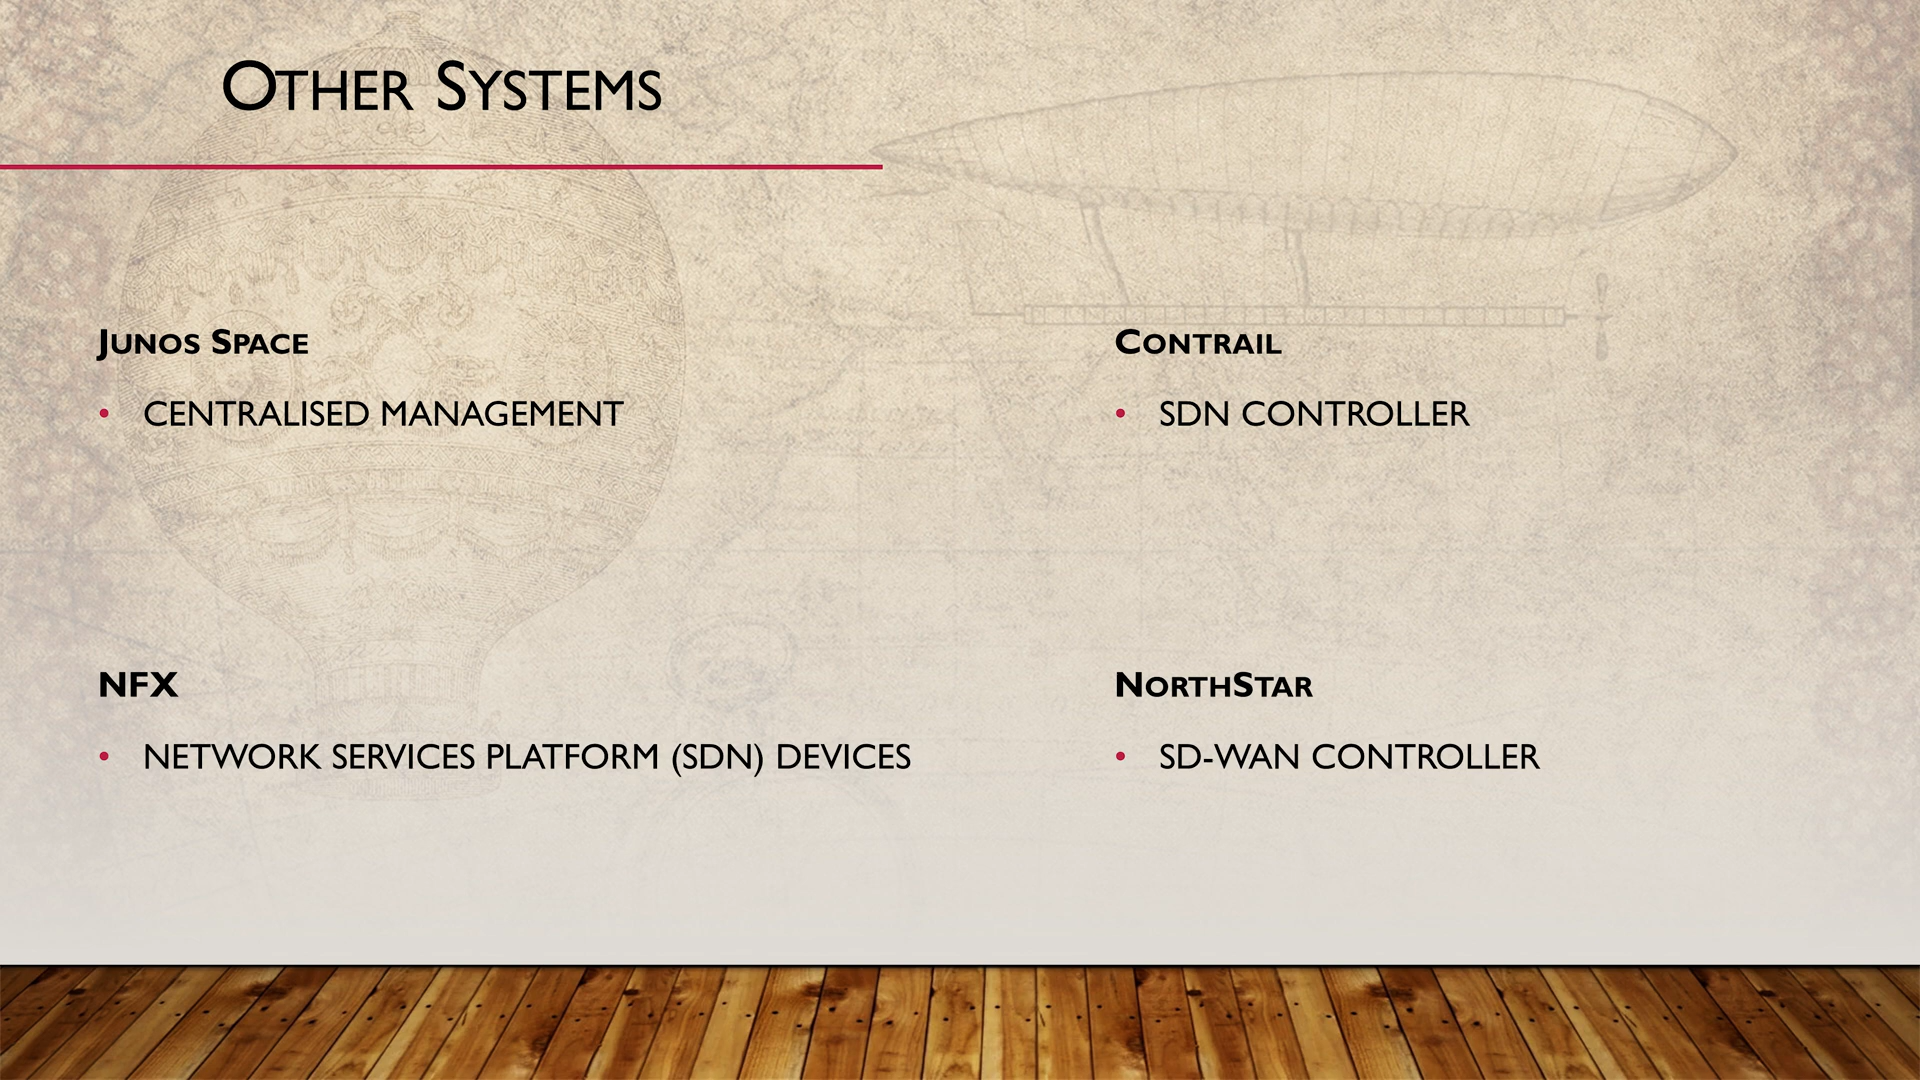 Other Systems
Junos Space
• CENTRALISED MANAGEMENT
Contrail
• SDN CONTROLLER
NFX
• NETWORK SERVICES PLATFORM (SDN) DEVICES
NorthStar
• SD-WAN CONTROLLER